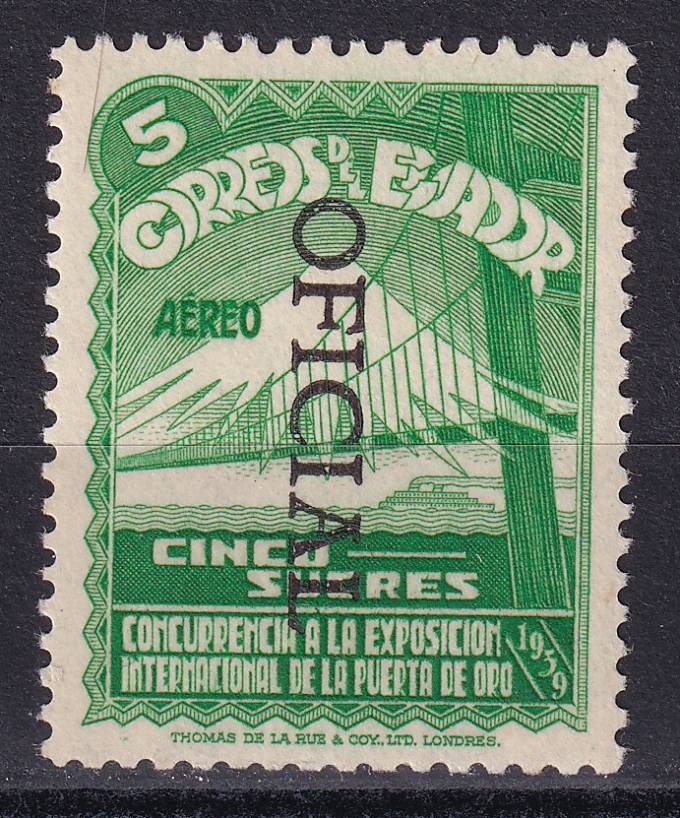 5
CORREOS DEL ECUADOR
AÉREO
OFICIAL
CINCO
SUCRES
CONCURRENCIA A LA EXPOSICION
INTERNACIONAL DE LA PUERTA DE ORO
1939
THOMAS DE LA RUE & COY., LTD. LONDRES.